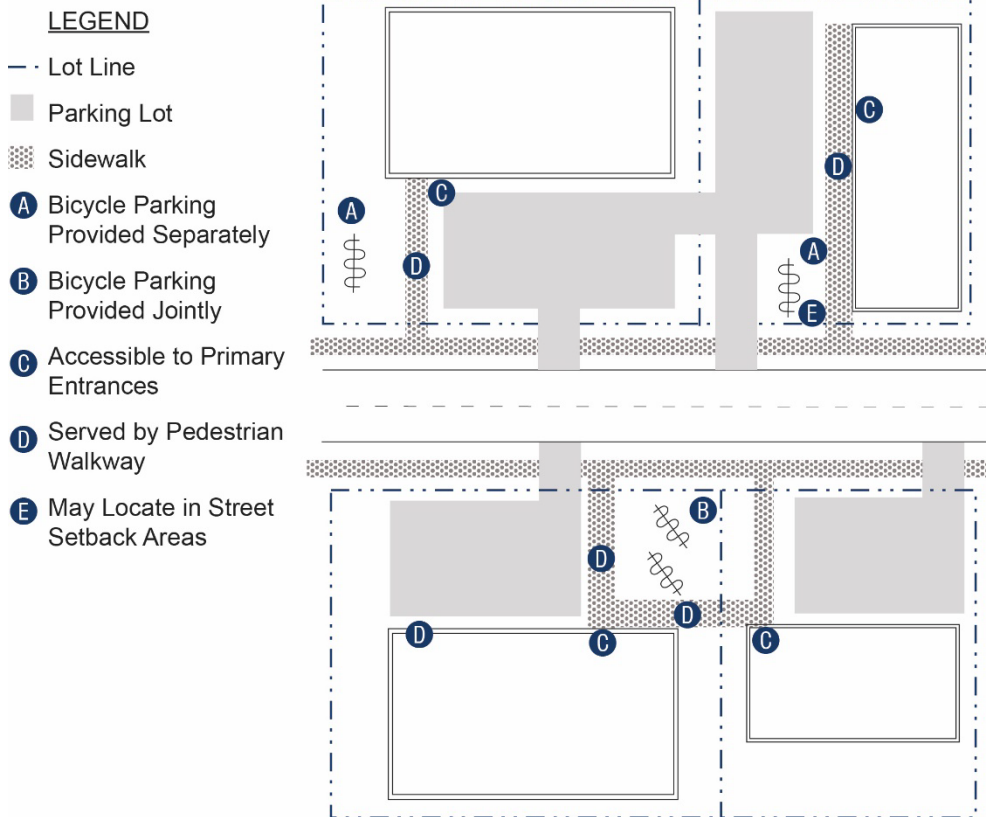 LEGEND
Lot Line
Parking Lot
Sidewalk
A Bicycle Parking
Provided Separately
B Bicycle Parking
Provided Jointly
C Accessible to Primary
Entrances
D Served by Pedestrian
Walkway
E May Locate in Street
Setback Areas
C
D
C
A
D
A
E
B
D
D
D
C
C